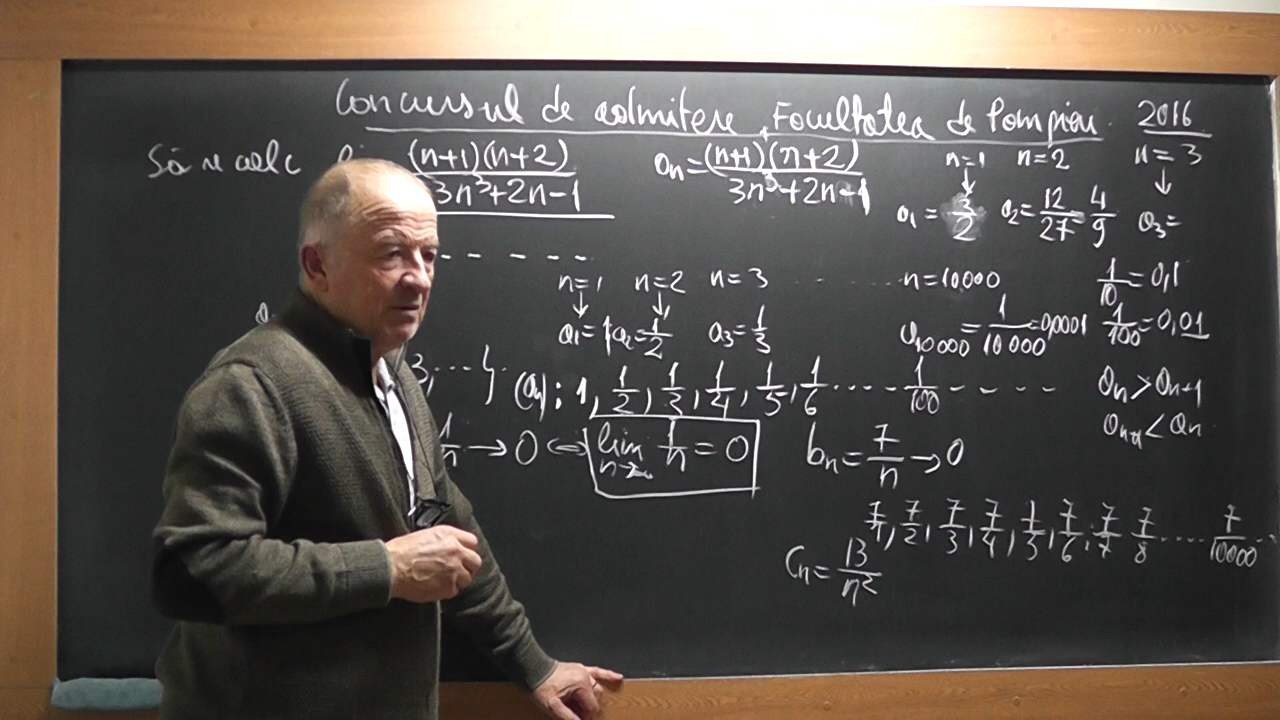 Concursul de admitere, Facultatea de Pompieri 2016
Să se calc (n+1)(n+2) / 3n³+2n-1 aₙ = (n+1)(n+2) / 3n³+2n-1 n=1 n=2 n=3
↓ ↓
a₁ = 3/2 a₂ = 12/27 = 4/9 a₃ =
n=1 n=2 n=3 ... n=10000 1/10 = 0,1
↓ ↓
a₁=1 a₂=1/2 a₃=1/3 a₁₀₀₀₀ = 1/10000 = 0,0001 1/100 = 0,01
3, ...} (aₙ): 1, 1/2, 1/3, 1/4, 1/5, 1/6 ..... 1/100 - - - - aₙ > aₙ₊₁
aₙ₊₁ < aₙ
1/n → 0 ⇔ lim n→∞ 1/n = 0 bₙ = 7/n → 0
7/1, 7/2, 7/3, 7/4, 7/5, 7/6, 7/7 7/8 ..... 7/10000 ...
Cₙ = 13/n²